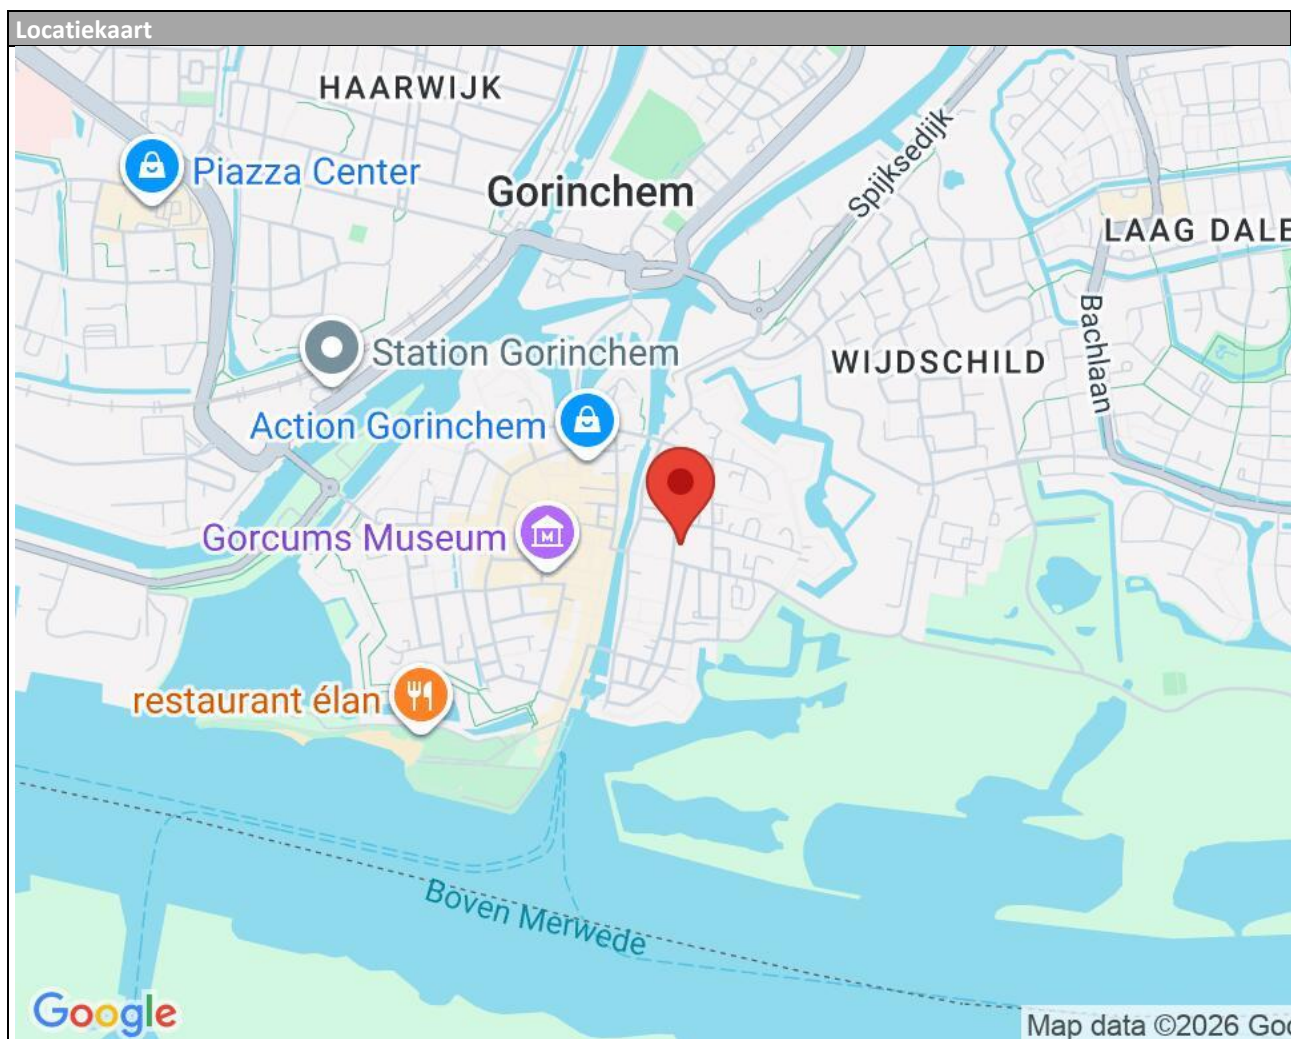 Locatiekaart
HAARWIJK
Piazza Center
Gorinchem
Spijksedijk
LAAG DALE
Station Gorinchem
WIJDSCHILD
Bachlaan
Action Gorinchem
Gorcums Museum
M
restaurant élan
Boven Merwede
Google
Map data ©2026 Goo